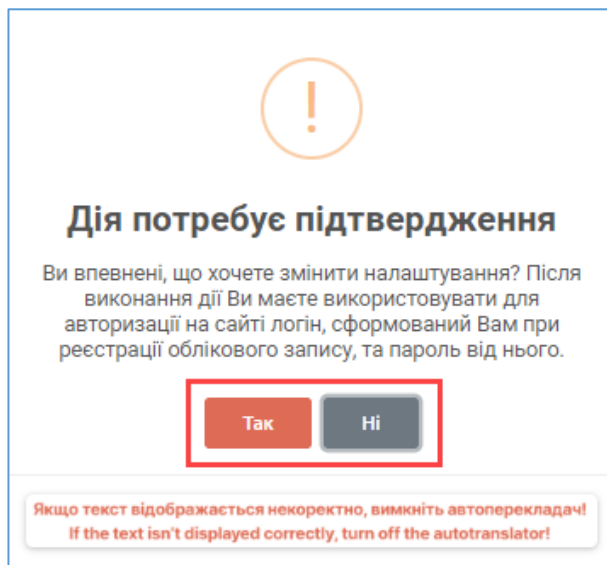 !
Дія потребує підтвердження
Ви впевнені, що хочете змінити налаштування? Після
виконання дії Ви маєте використовувати для
авторизації на сайті логін, сформований Вам при
реєстрації облікового запису, та пароль від нього.
Так Ні
Якщо текст відображається некоректно, вимкніть автоперекладач!
If the text isn't displayed correctly, turn off the autotranslator!